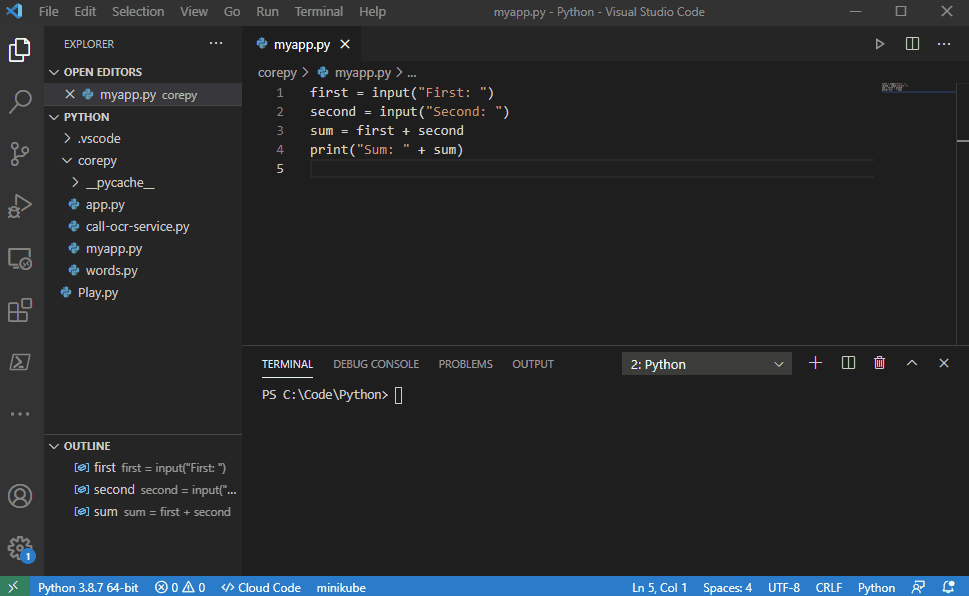 File Edit Selection View Go Run Terminal Help myapp.py - Python - Visual Studio Code
EXPLORER
OPEN EDITORS
myapp.py corepy
PYTHON
.vscode
corepy
__pycache__
app.py
call-ocr-service.py
myapp.py
words.py
Play.py
OUTLINE
first first = input("First: ")
second second = input("...
sum sum = first + second
1
myapp.py
corepy > myapp.py > ...
1 first = input("First: ")
2 second = input("Second: ")
3 sum = first + second
4 print("Sum: " + sum)
5
TERMINAL DEBUG CONSOLE PROBLEMS OUTPUT 2: Python
PS C:\Code\Python>
Python 3.8.7 64-bit 0 0 Cloud Code minikube Ln 5, Col 1 Spaces: 4 UTF-8 CRLF Python